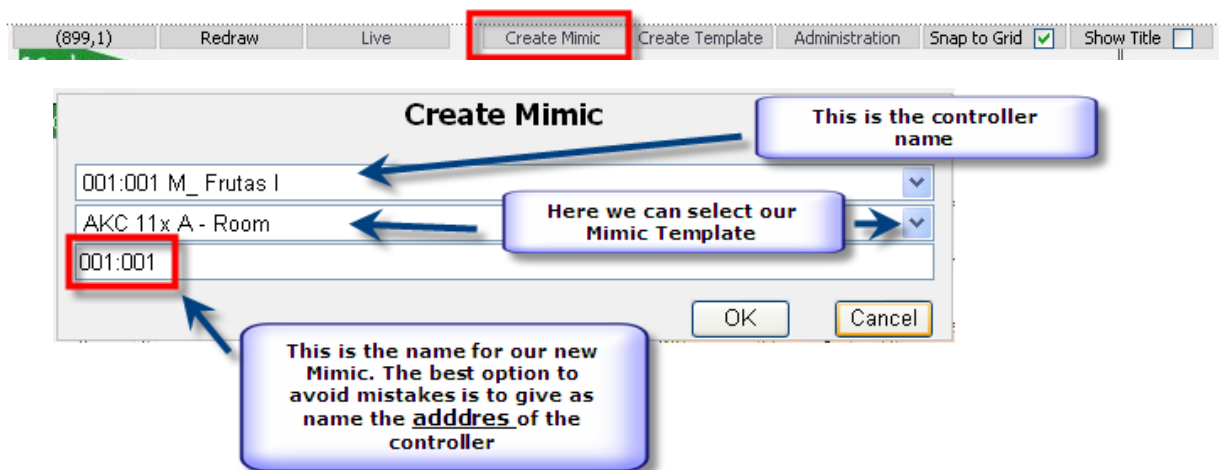 (899,1) Redraw Live Create Mimic Create Template Administration Snap to Grid Show Title
Create Mimic
This is the controller
name
001:001 M_ Frutas I
AKC 11x A - Room
Here we can select our
Mimic Template
001:001
OK Cancel
This is the name for our new
Mimic. The best option to
avoid mistakes is to give as
name the adddres of the
controller